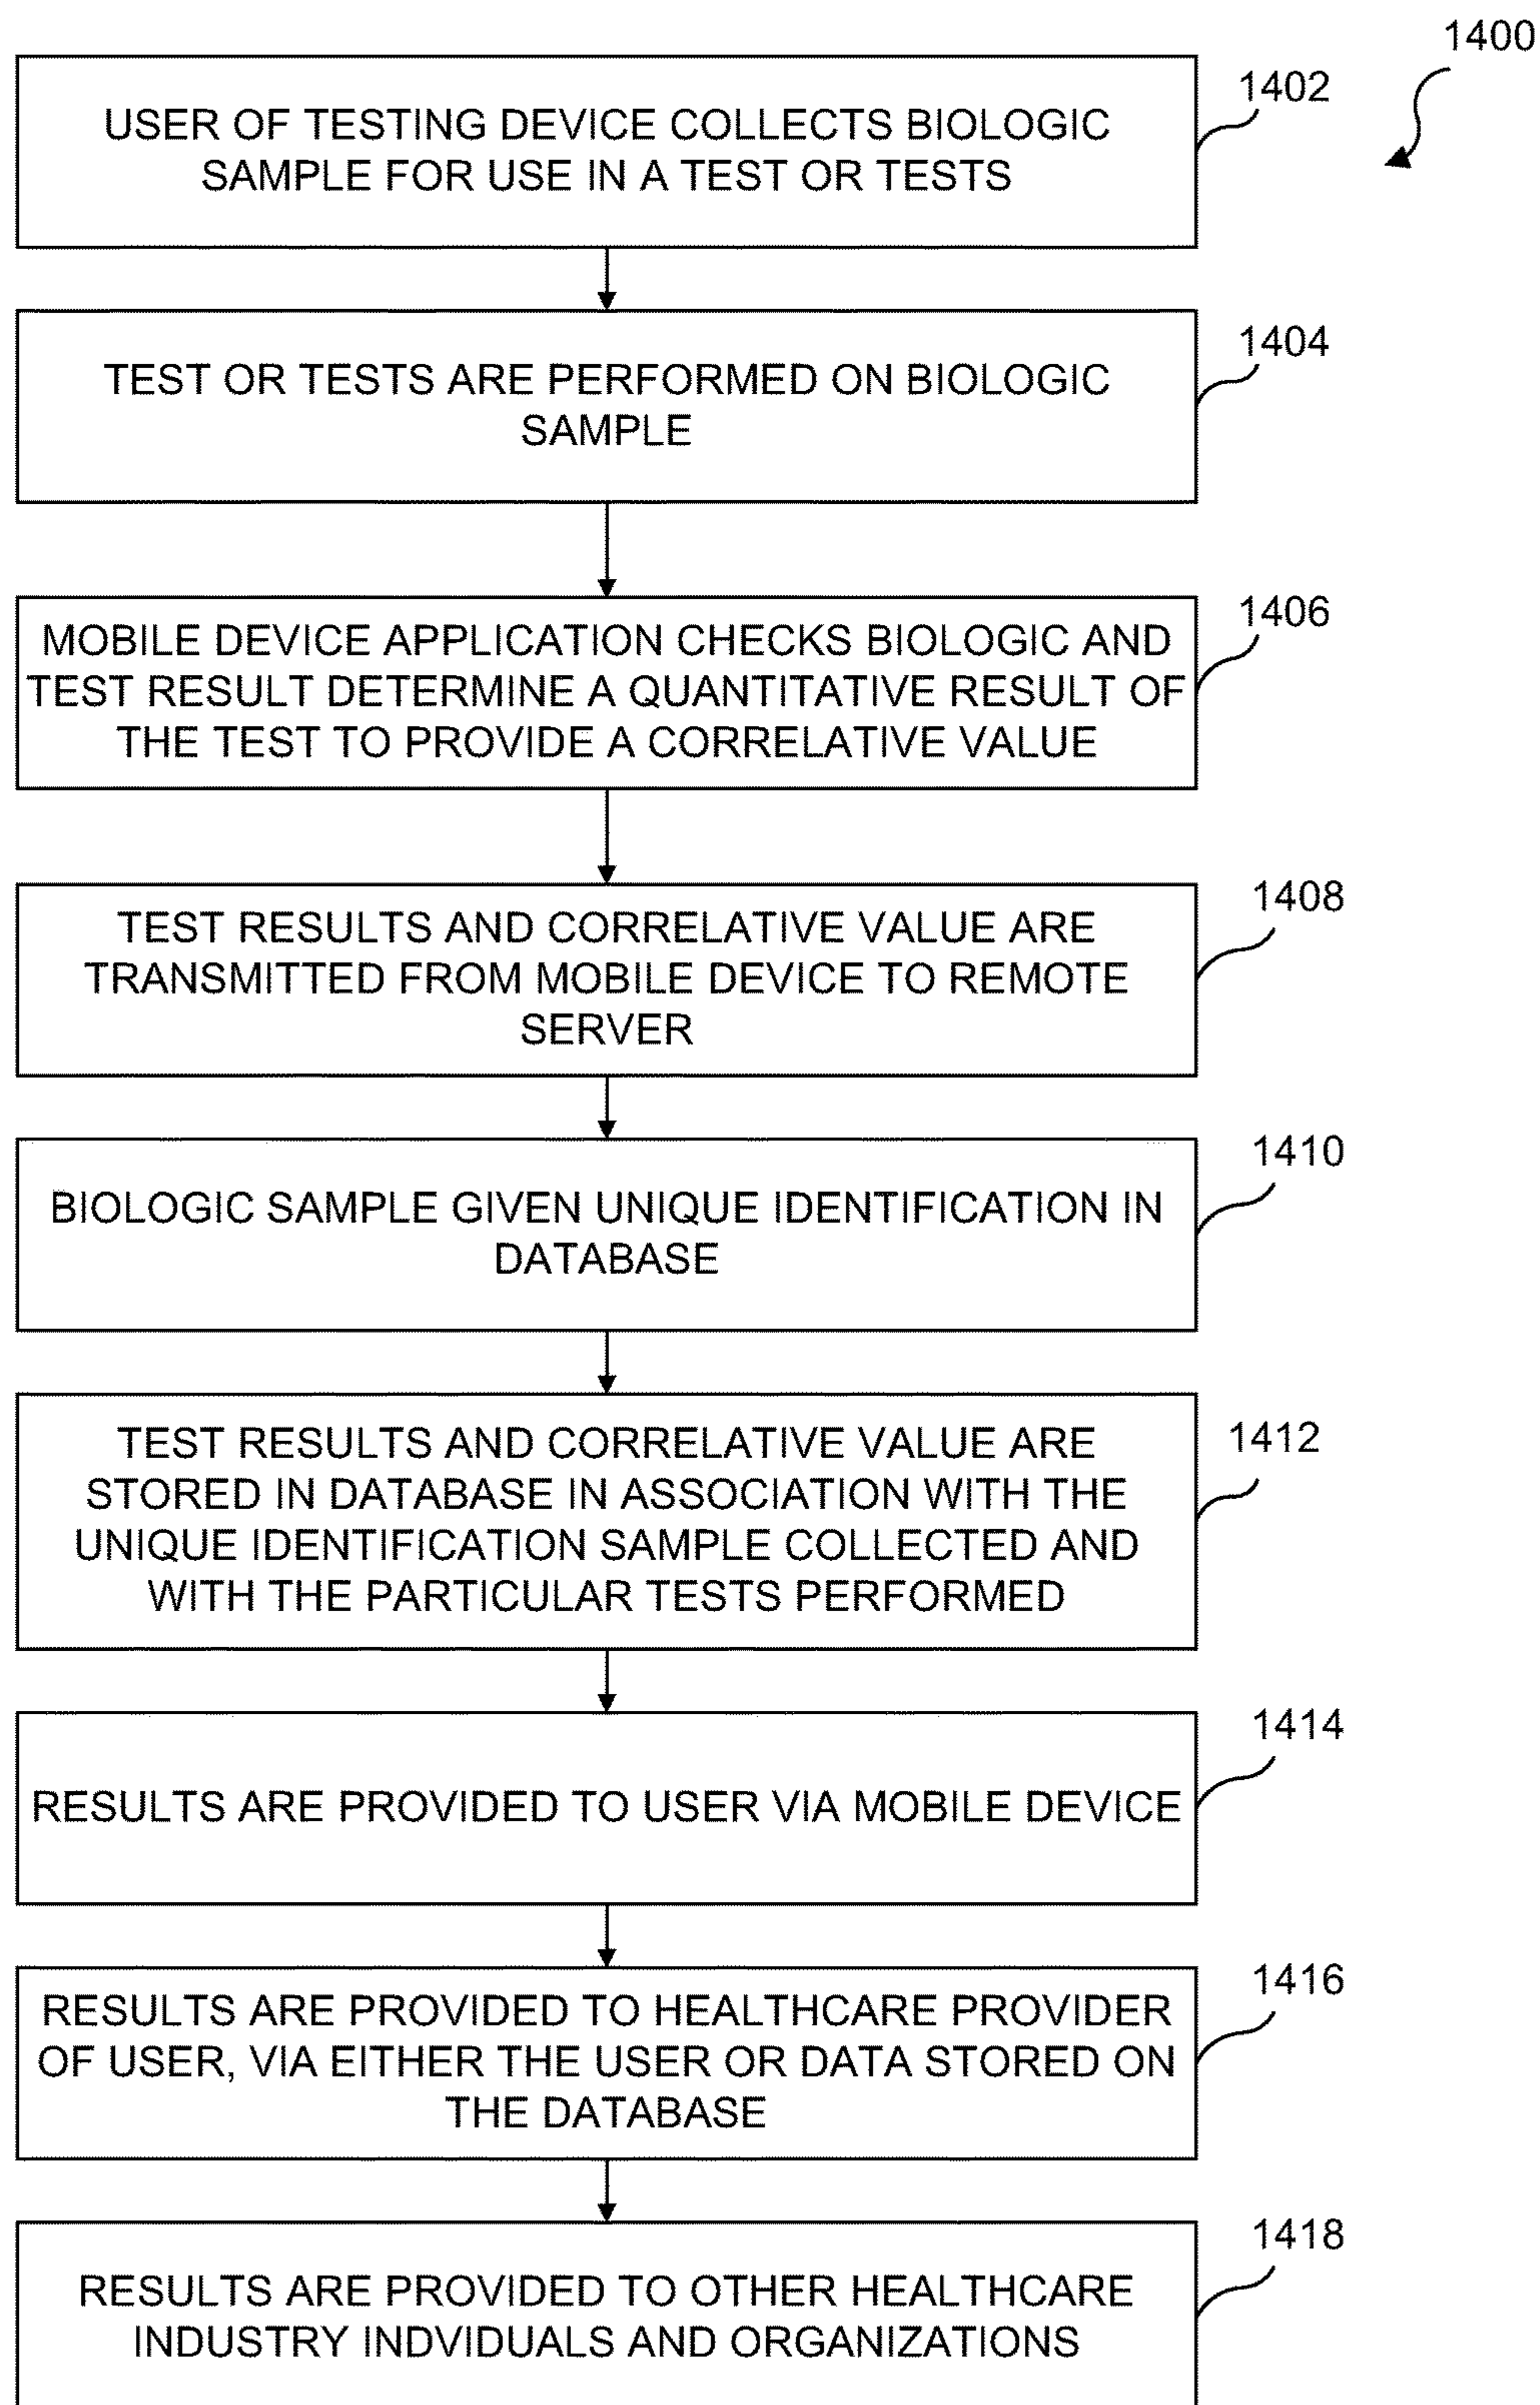 1400
1402
USER OF TESTING DEVICE COLLECTS BIOLOGIC
SAMPLE FOR USE IN A TEST OR TESTS
1404
TEST OR TESTS ARE PERFORMED ON BIOLOGIC
SAMPLE
1406
MOBILE DEVICE APPLICATION CHECKS BIOLOGIC AND
TEST RESULT DETERMINE A QUANTITATIVE RESULT OF
THE TEST TO PROVIDE A CORRELATIVE VALUE
1408
TEST RESULTS AND CORRELATIVE VALUE ARE
TRANSMITTED FROM MOBILE DEVICE TO REMOTE
SERVER
1410
BIOLOGIC SAMPLE GIVEN UNIQUE IDENTIFICATION IN
DATABASE
1412
TEST RESULTS AND CORRELATIVE VALUE ARE
STORED IN DATABASE IN ASSOCIATION WITH THE
UNIQUE IDENTIFICATION SAMPLE COLLECTED AND
WITH THE PARTICULAR TESTS PERFORMED
1414
RESULTS ARE PROVIDED TO USER VIA MOBILE DEVICE
1416
RESULTS ARE PROVIDED TO HEALTHCARE PROVIDER
OF USER, VIA EITHER THE USER OR DATA STORED ON
THE DATABASE
1418
RESULTS ARE PROVIDED TO OTHER HEALTHCARE
INDUSTRY INDVIDUALS AND ORGANIZATIONS